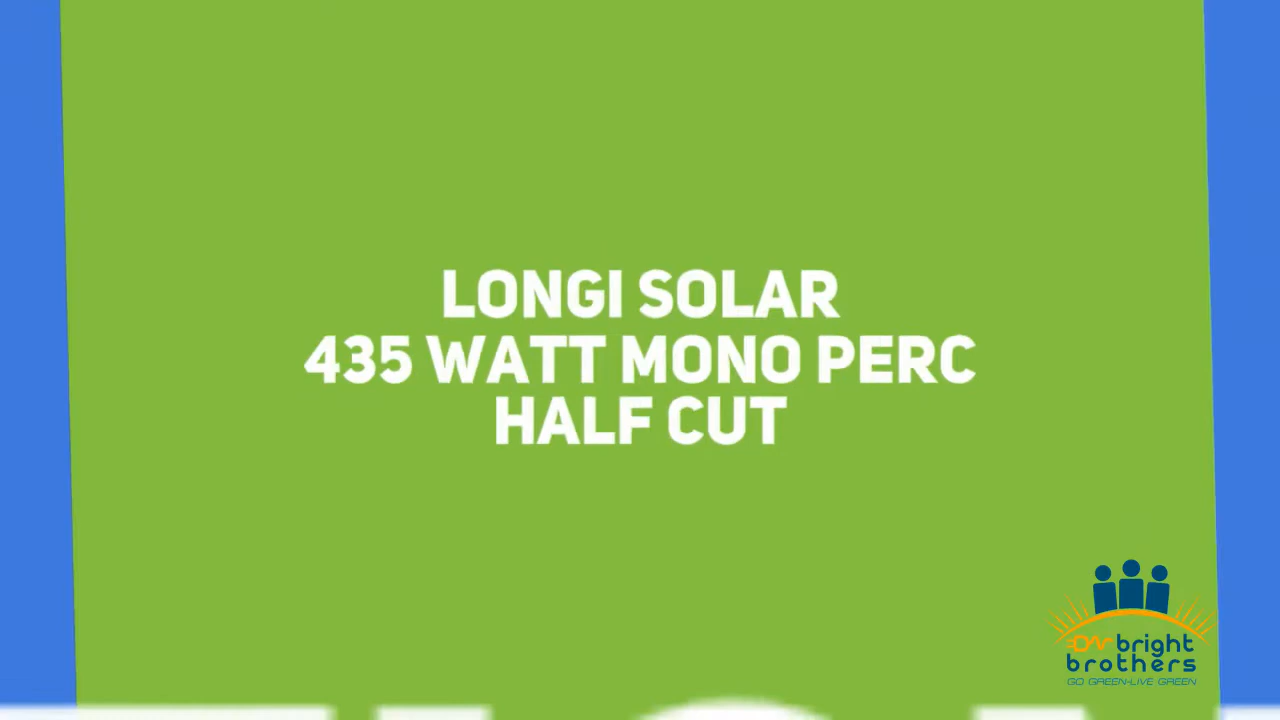 LONGI SOLAR
435 WATT MONO PERC
HALF CUT
bright
brothers
GO GREEN-LIVE GREEN